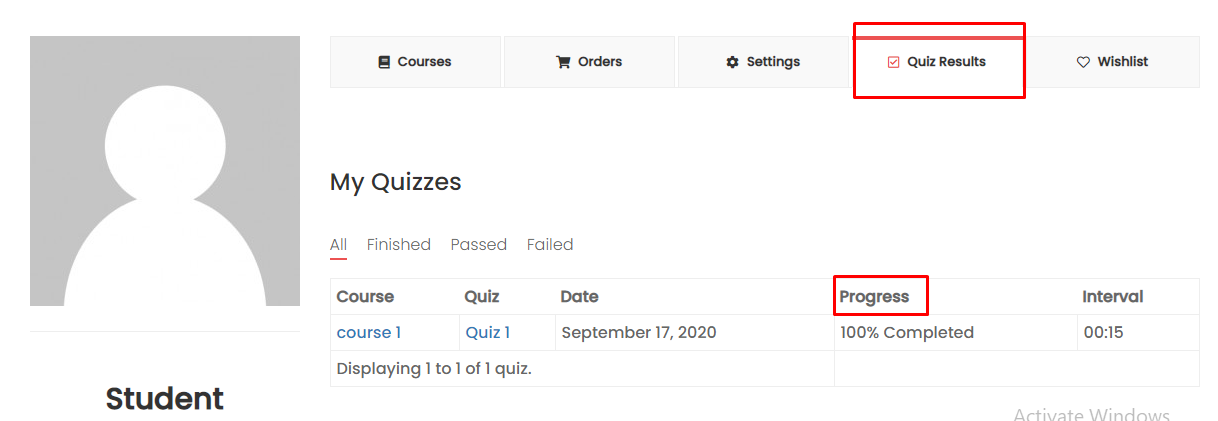 Courses Orders Settings Quiz Results Wishlist
My Quizzes
All Finished Passed Failed
Course Quiz Date Progress Interval
course 1 Quiz 1 September 17, 2020 100% Completed 00:15
Displaying 1 to 1 of 1 quiz.
Student
Activate Windows